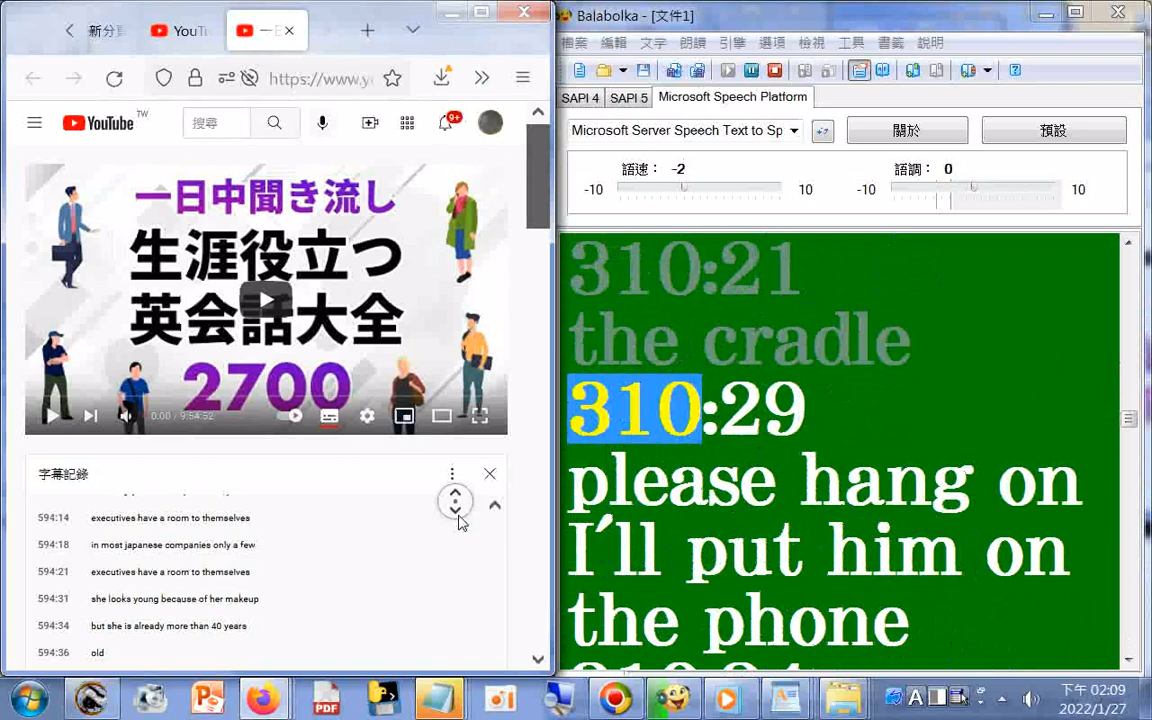 新分
YouTu
一E
https://www.y
YouTube TW
搜尋
9+
一日中聞き流し
生涯役立つ
英会話大全
2700
0:00 / 9:54:52
字幕記錄
594:14 executives have a room to themselves
594:18 in most japanese companies only a few
594:21 executives have a room to themselves
594:31 she looks young because of her makeup
594:34 but she is already more than 40 years
594:36 old
Balabolka - [文件1]
檔案 編輯 文字 朗讀 引擎 選項 檢視 工具 書籤 說明
SAPI 4 SAPI 5 Microsoft Speech Platform
Microsoft Server Speech Text to Sp
關於
預設
語速： -2
-10 10
語調： 0
-10 10
310:21
the cradle
310:29
please hang on
I'll put him on
the phone
PDF
A
下午 02:09
2022/1/27